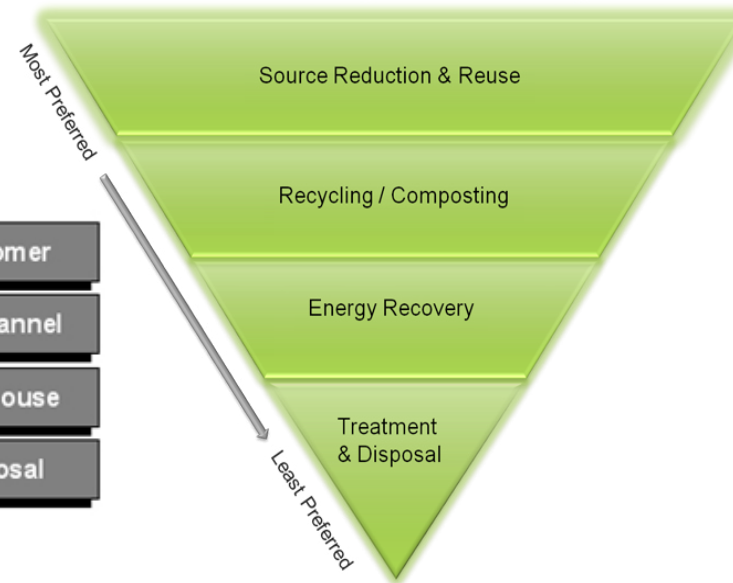 Most Preferred
Source Reduction & Reuse
Recycling / Composting
Energy Recovery
Treatment
& Disposal
Least Preferred
omer
annel
ouse
osal